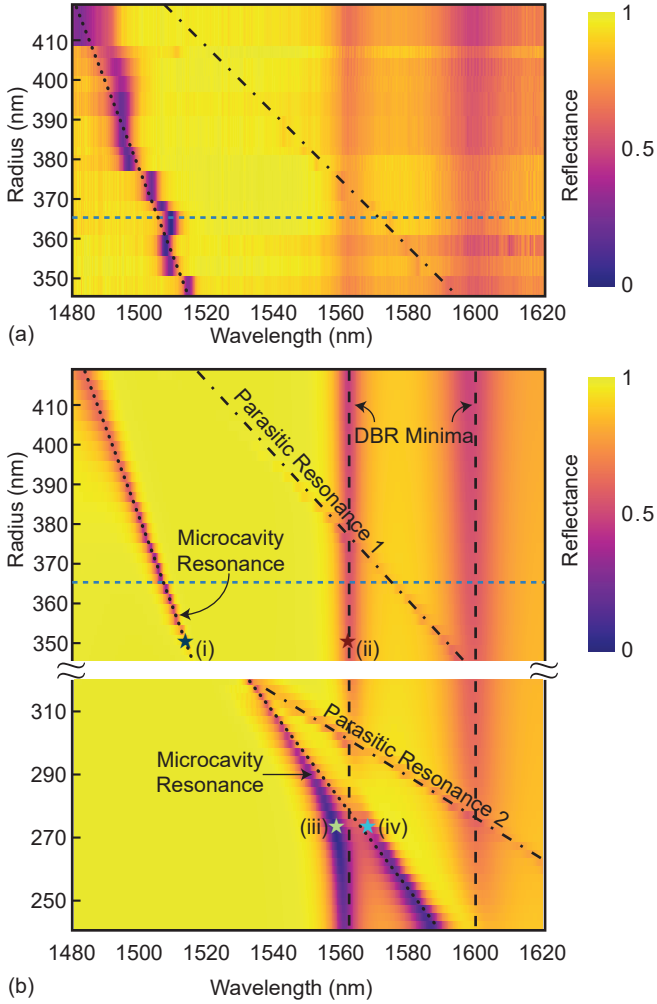 410
400
390
380
370
360
350
Radius (nm)
1480 1500 1520 1540 1560 1580 1600 1620
Wavelength (nm)
(a)
1
0.5
0
Reflectance
410
400
390
380
370
360
350
310
290
270
250
Radius (nm)
Parasitic Resonance 1
DBR Minima
Microcavity
Resonance
(i)
(ii)
Parasitic Resonance 2
Microcavity
Resonance
(iii)
(iv)
1480 1500 1520 1540 1560 1580 1600 1620
Wavelength (nm)
(b)
1
0.5
0
Reflectance